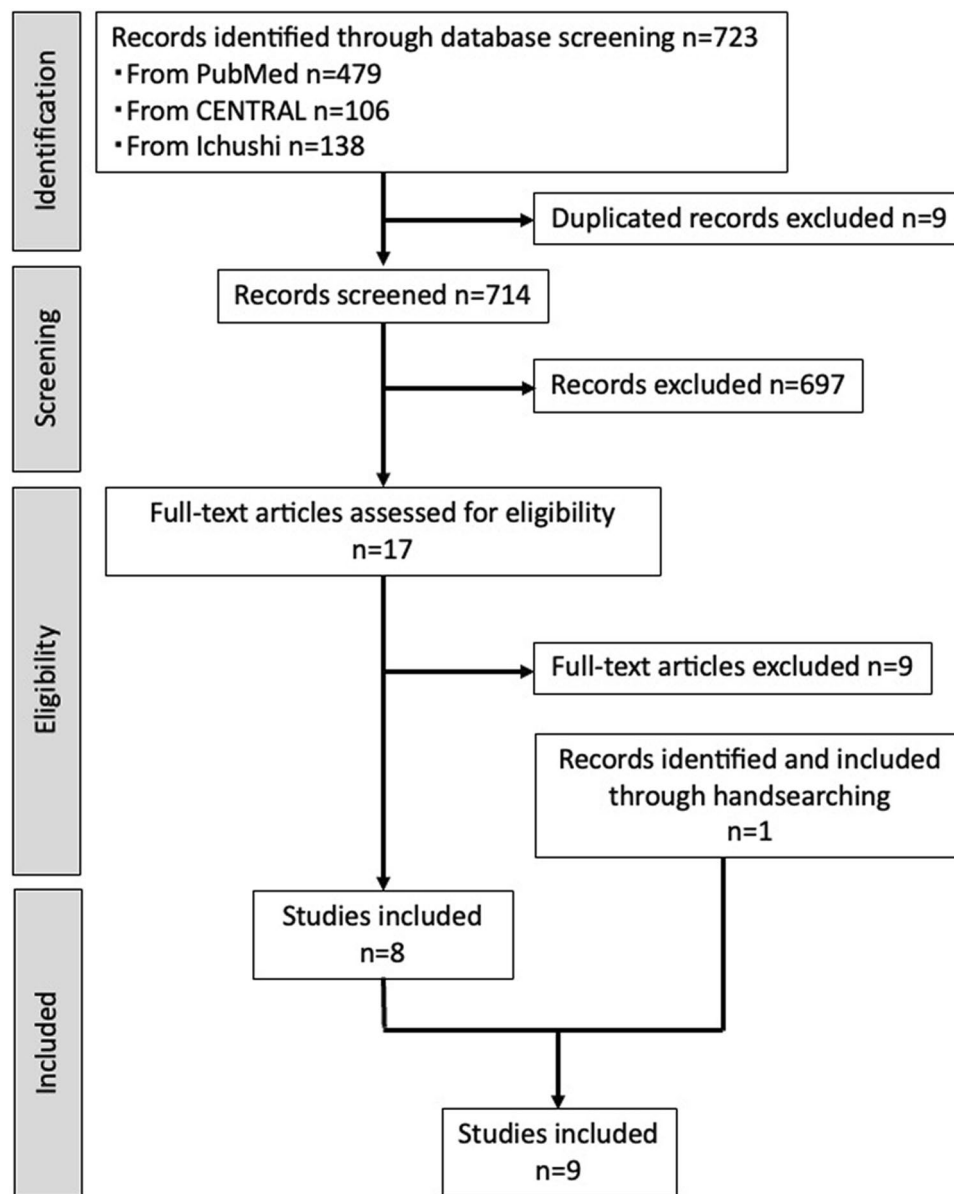 Identification
Records identified through database screening n=723
・From PubMed n=479
・From CENTRAL n=106
・From Ichushi n=138
Duplicated records excluded n=9
Screening
Records screened n=714
Records excluded n=697
Eligibility
Full-text articles assessed for eligibility
n=17
Full-text articles excluded n=9
Records identified and included
through handsearching
n=1
Included
Studies included
n=8
Studies included
n=9